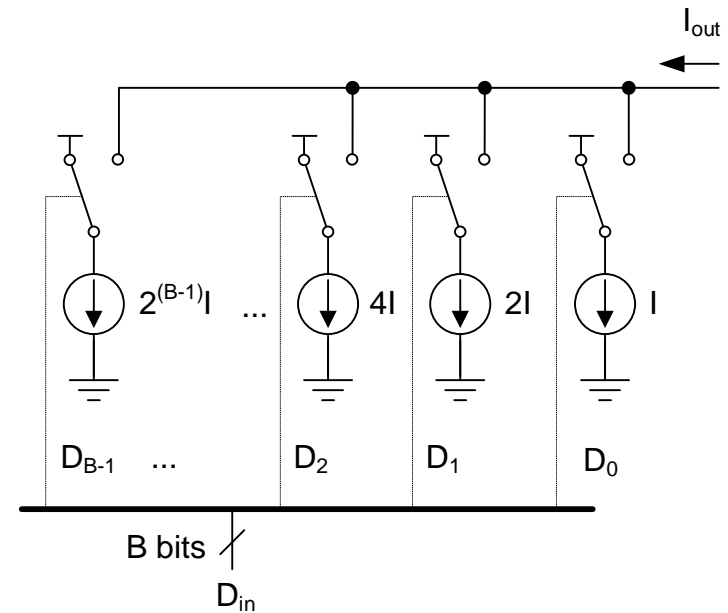 I_out
2^(B-1)I ... 4I 2I I
D_B-1 ... D_2 D_1 D_0
B bits
D_in